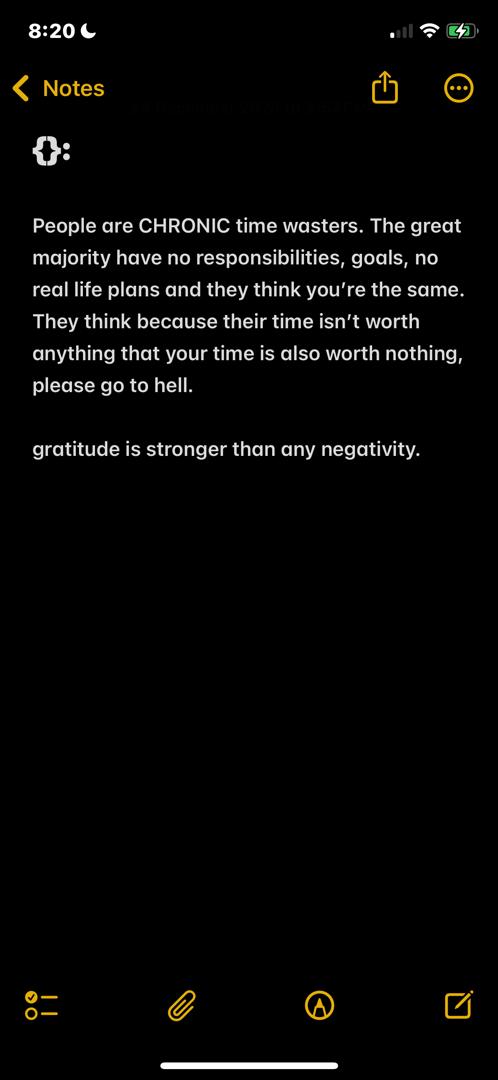 8:20
Notes
{}:
People are CHRONIC time wasters. The great
majority have no responsibilities, goals, no
real life plans and they think you’re the same.
They think because their time isn’t worth
anything that your time is also worth nothing,
please go to hell.
gratitude is stronger than any negativity.